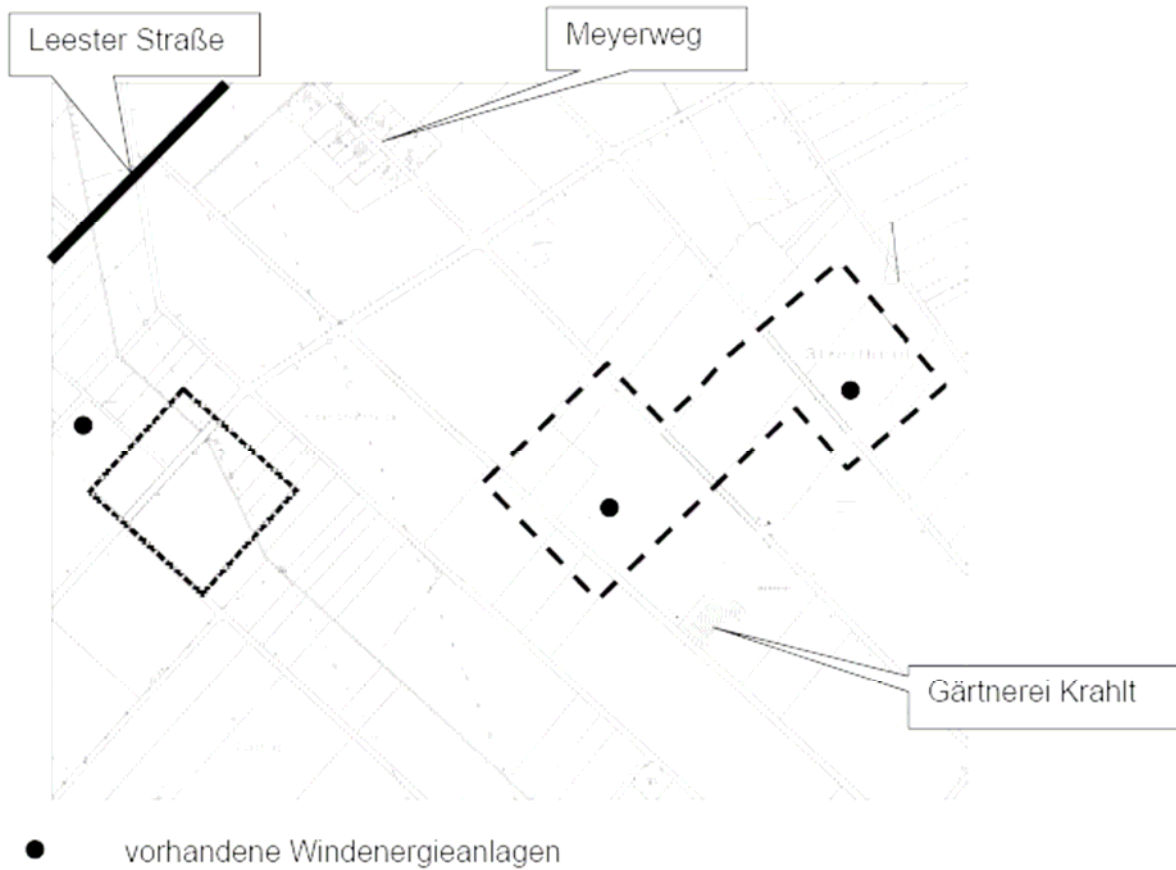 Leester Straße
Meyerweg
Gärtnerei Krahlt
vorhandene Windenergieanlagen